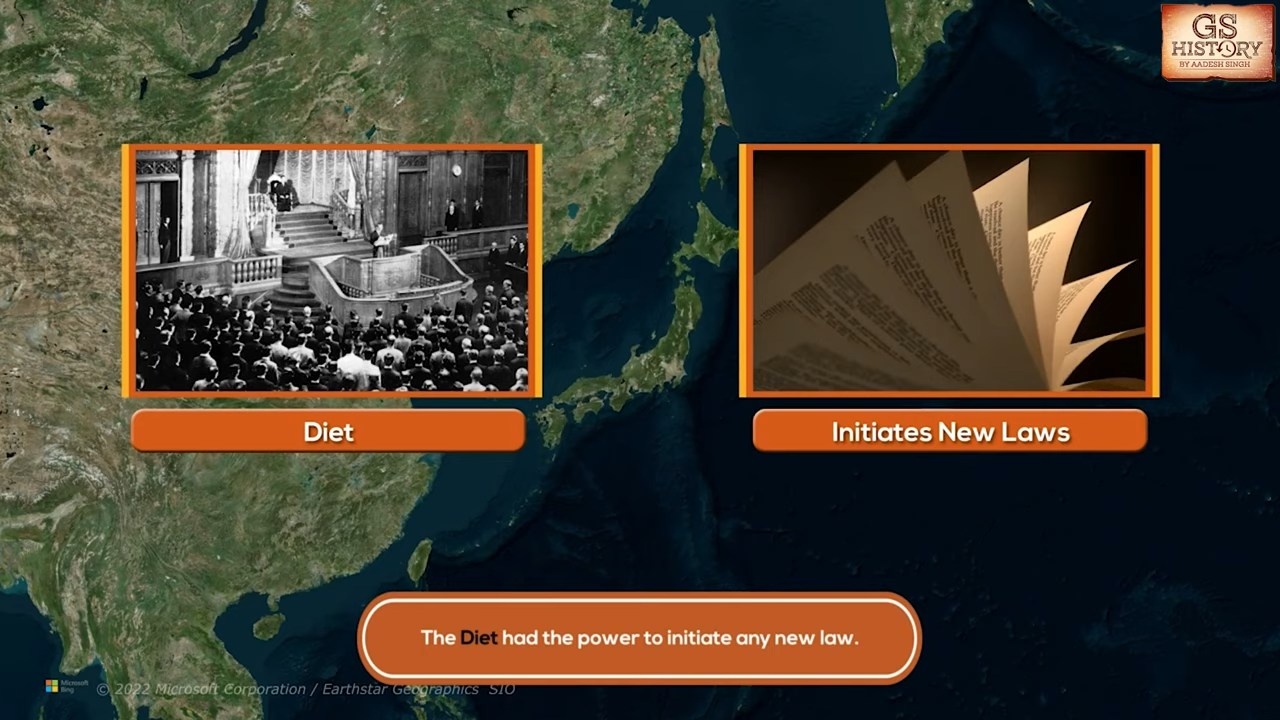 GS
HISTORY
BY AADESH SINGH
Diet
Initiates New Laws
The Diet had the power to initiate any new law.
Microsoft
Bing
© 2022 Microsoft Corporation / Earthstar Geographics SIO